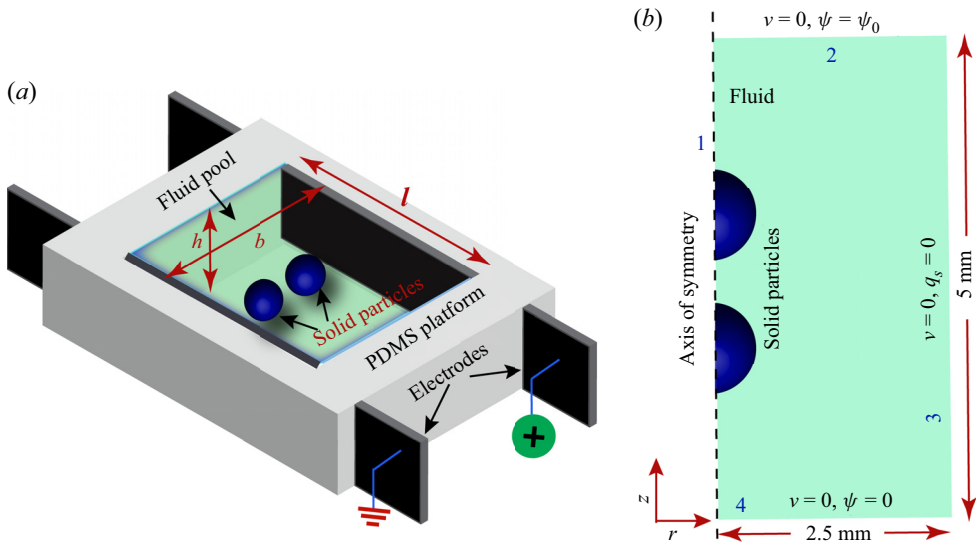 (a)
Fluid pool
h
b
l
Solid particles
PDMS platform
Electrodes
+
(b)
v = 0, ψ = ψ₀
2
Fluid
1
Axis of symmetry
Solid particles
v = 0, qₛ = 0
5 mm
3
z
r
4
v = 0, ψ = 0
2.5 mm